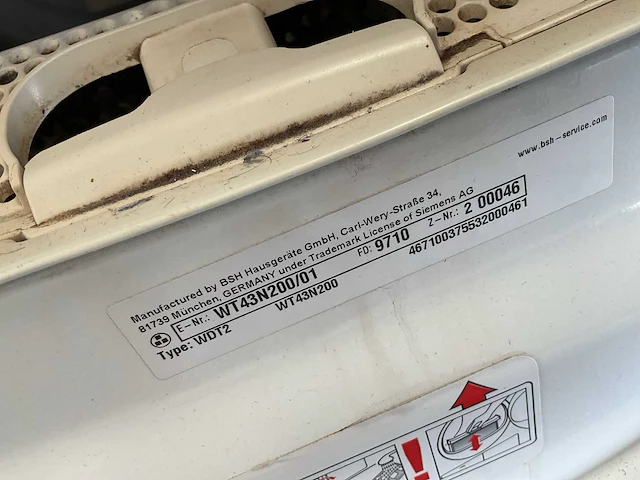 www.bsh-service.com
Manufactured by BSH Hausgeräte GmbH, Carl-Wery-Straße 34,
81739 München, GERMANY under Trademark License of Siemens AG
E-Nr.: WT43N200/01 FD: 9710 Z-Nr.: 2 00046
Type: WDT2 WT43N200 467100375532000461
!